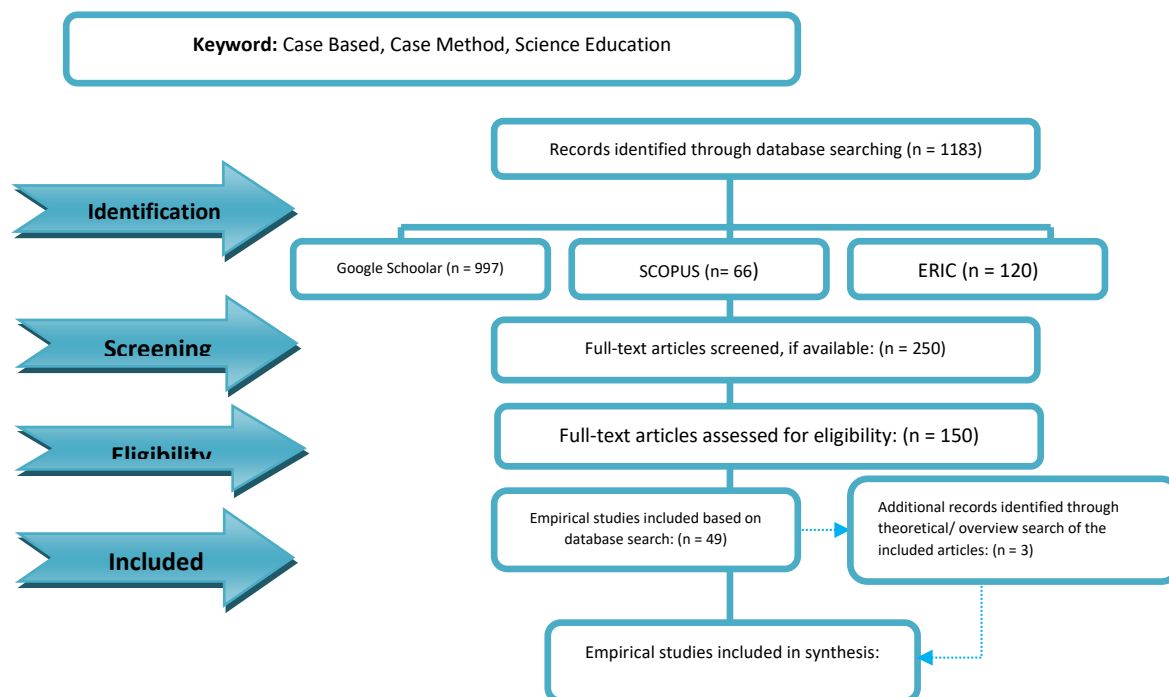 Keyword: Case Based, Case Method, Science Education
Records identified through database searching (n = 1183)
Identification
Google Schoolar (n = 997)
SCOPUS (n= 66)
ERIC (n = 120)
Screening
Full-text articles screened, if available: (n = 250)
Eligibility
Full-text articles assessed for eligibility: (n = 150)
Empirical studies included based on
database search: (n = 49)
Additional records identified through
theoretical/ overview search of the
included articles: (n = 3)
Included
Empirical studies included in synthesis: